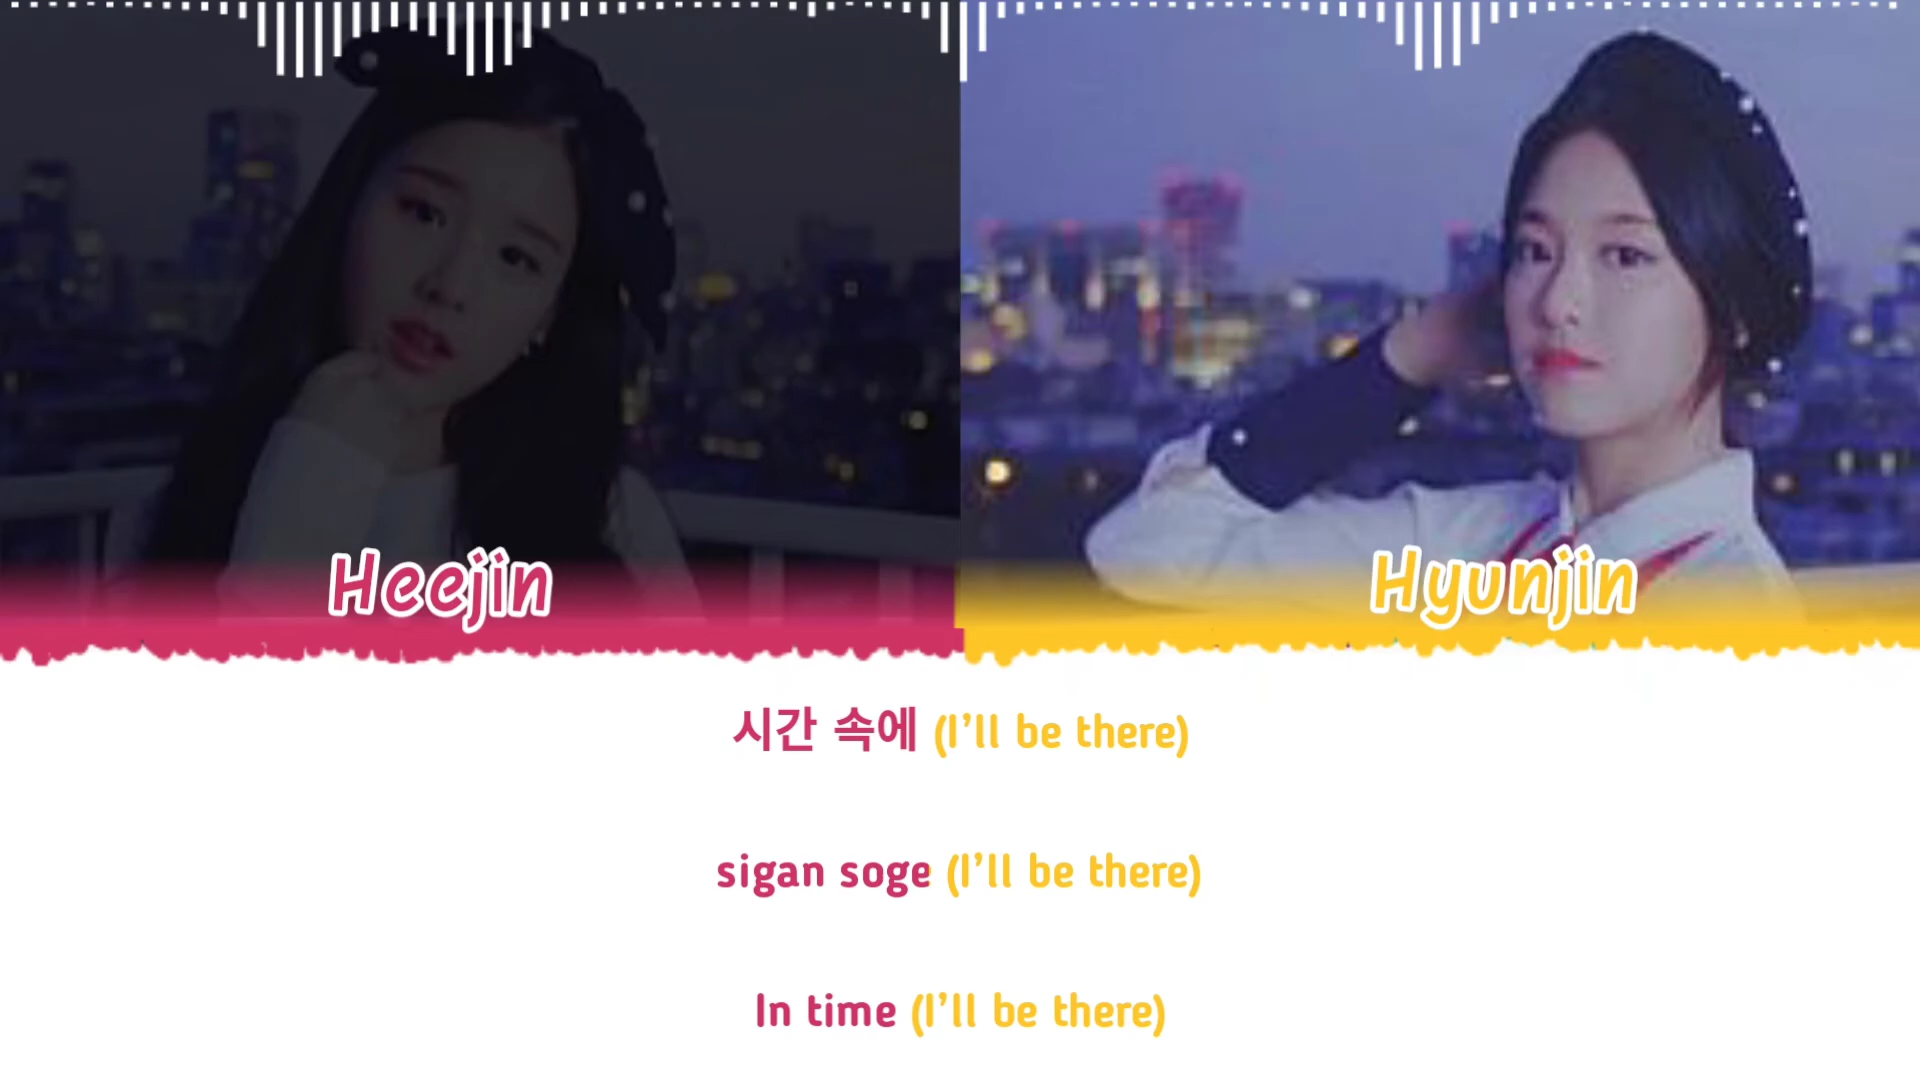 Heejin
Hyunjin
시간 속에 (I'll be there)
sigan soge (I'll be there)
In time (I'll be there)